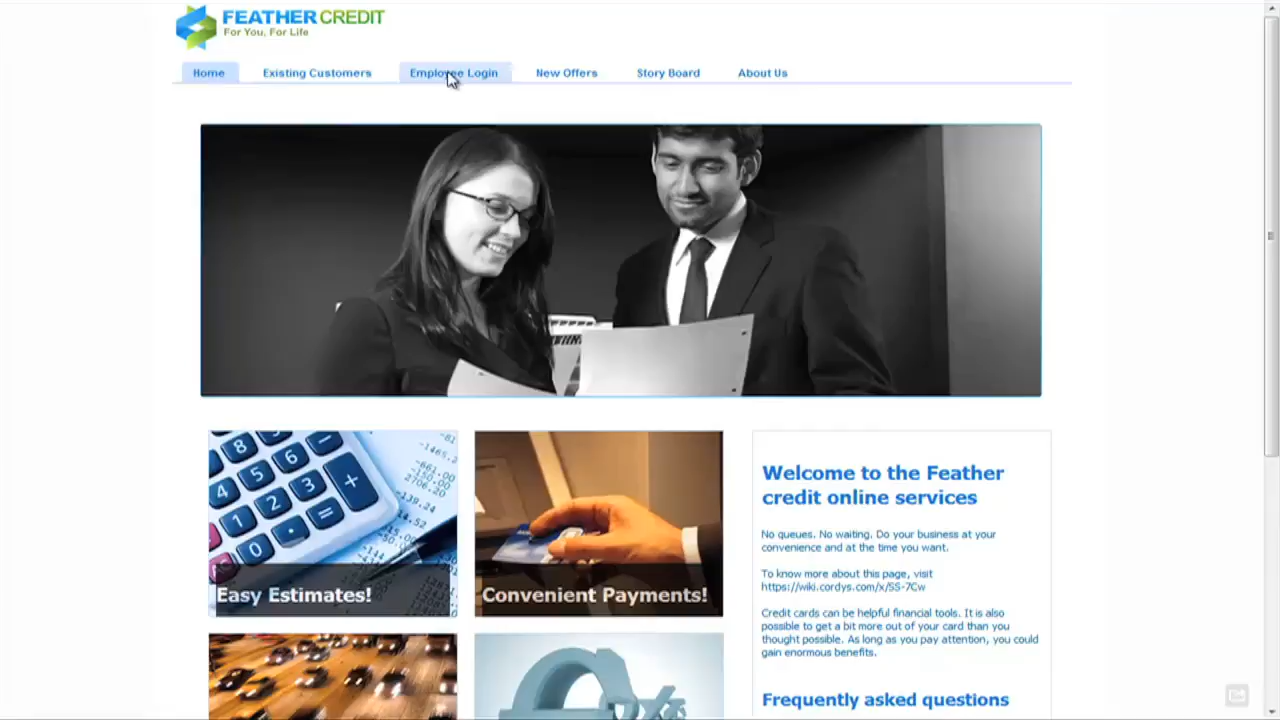 FEATHER CREDIT
For You, For Life
Home Existing Customers Employee Login New Offers Story Board About Us
Easy Estimates!
Convenient Payments!
Welcome to the Feather
credit online services
No queues. No waiting. Do your business at your
convenience and at the time you want.
To know more about this page, visit
https://wiki.cordys.com/x/SS-7Cw
Credit cards can be helpful financial tools. It is also
possible to get a bit more out of your card than you
thought possible. As long as you pay attention, you could
gain enormous benefits.
Frequently asked questions